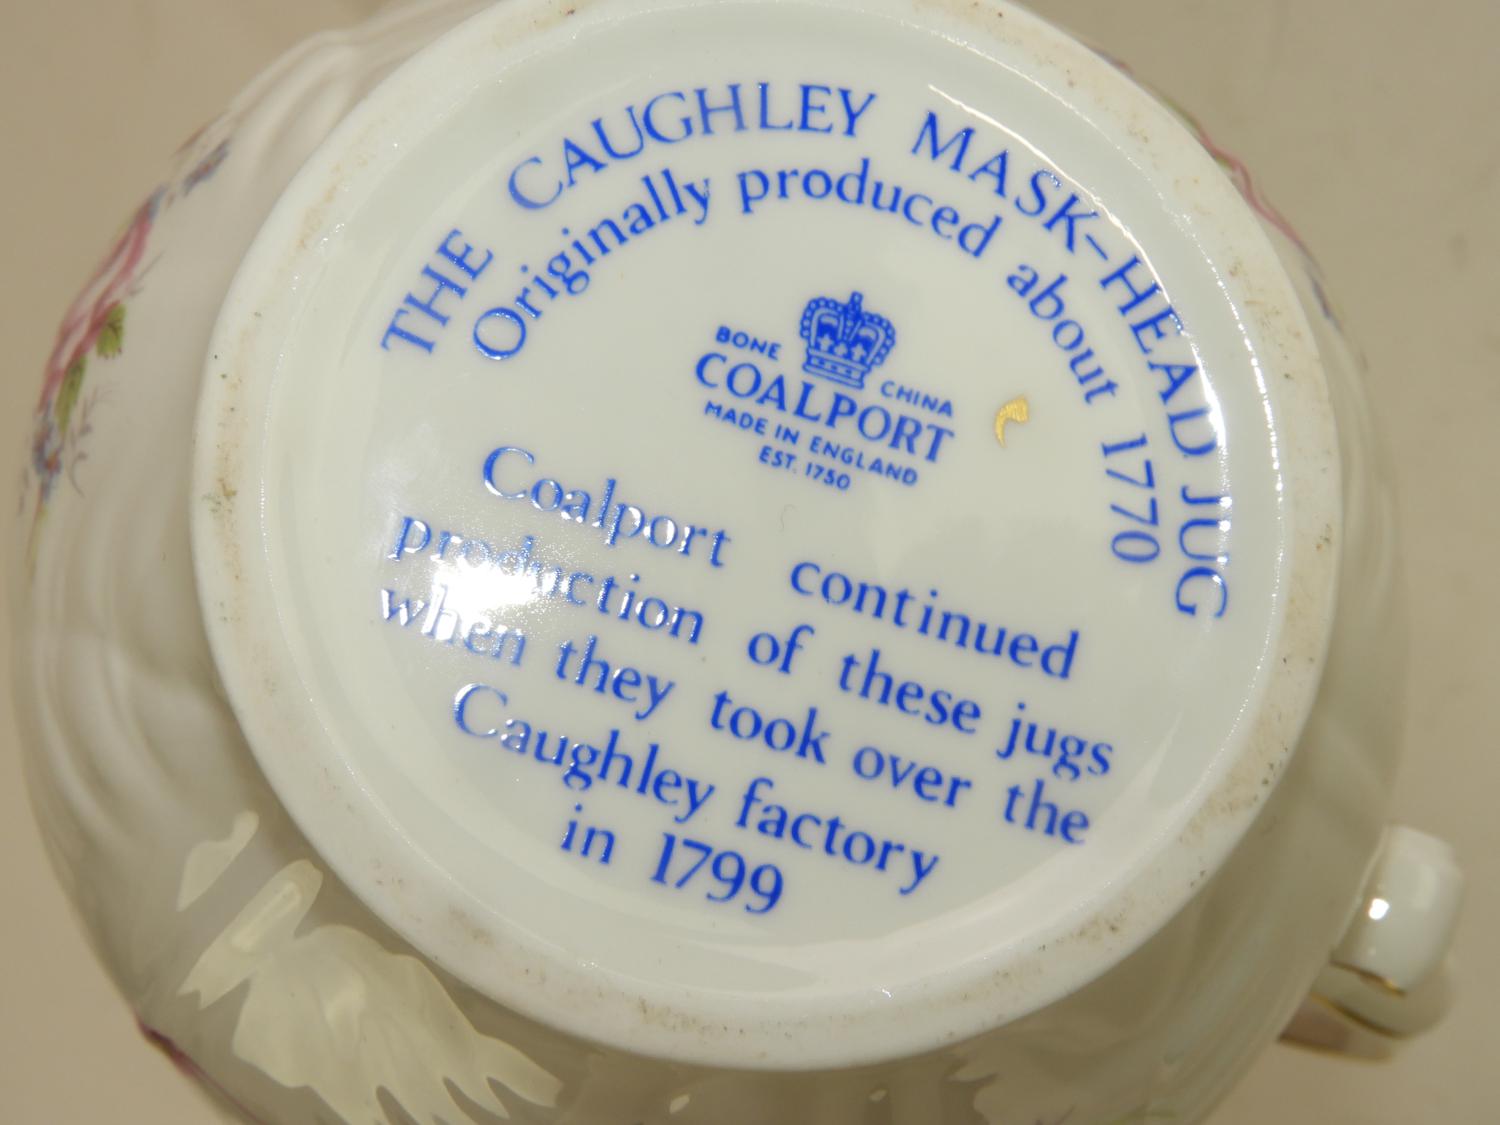 THE CAUGHLEY MASK-HEAD JUG
Originally produced about 1770
BONE CHINA
COALPORT
MADE IN ENGLAND
EST. 1750
Coalport continued
production of these jugs
when they took over the
Caughley factory
in 1799